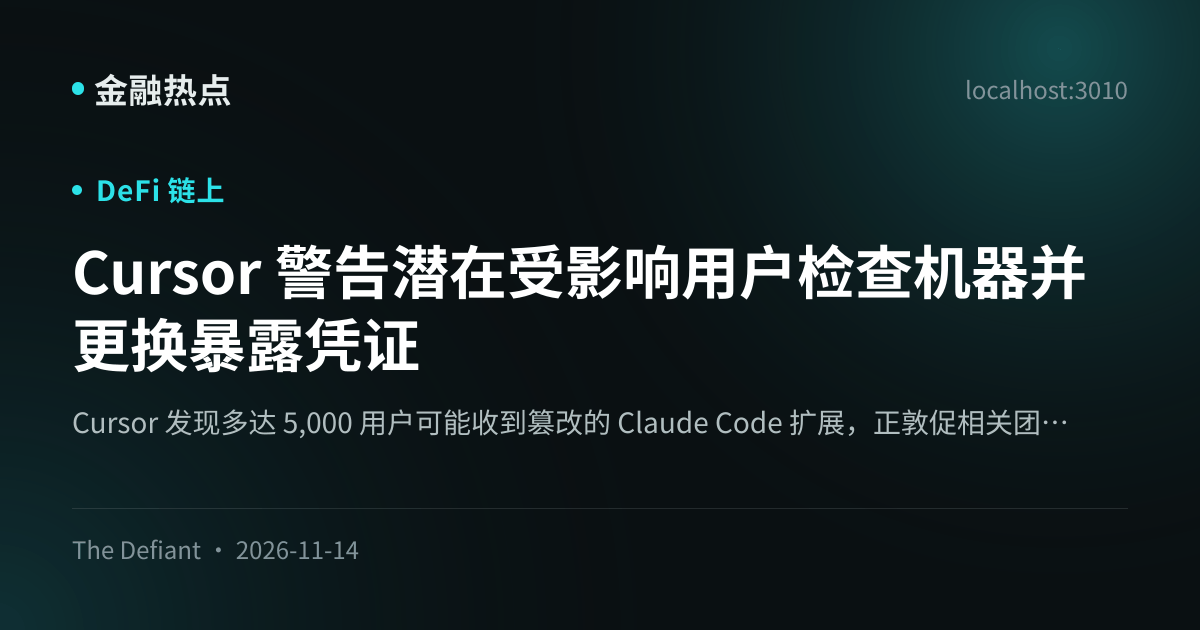 金融热点
localhost:3010
DeFi 链上
Cursor 警告潜在受影响用户检查机器并
更换暴露凭证
Cursor 发现多达 5,000 用户可能收到篡改的 Claude Code 扩展，正敦促相关团…
The Defiant · 2026-11-14